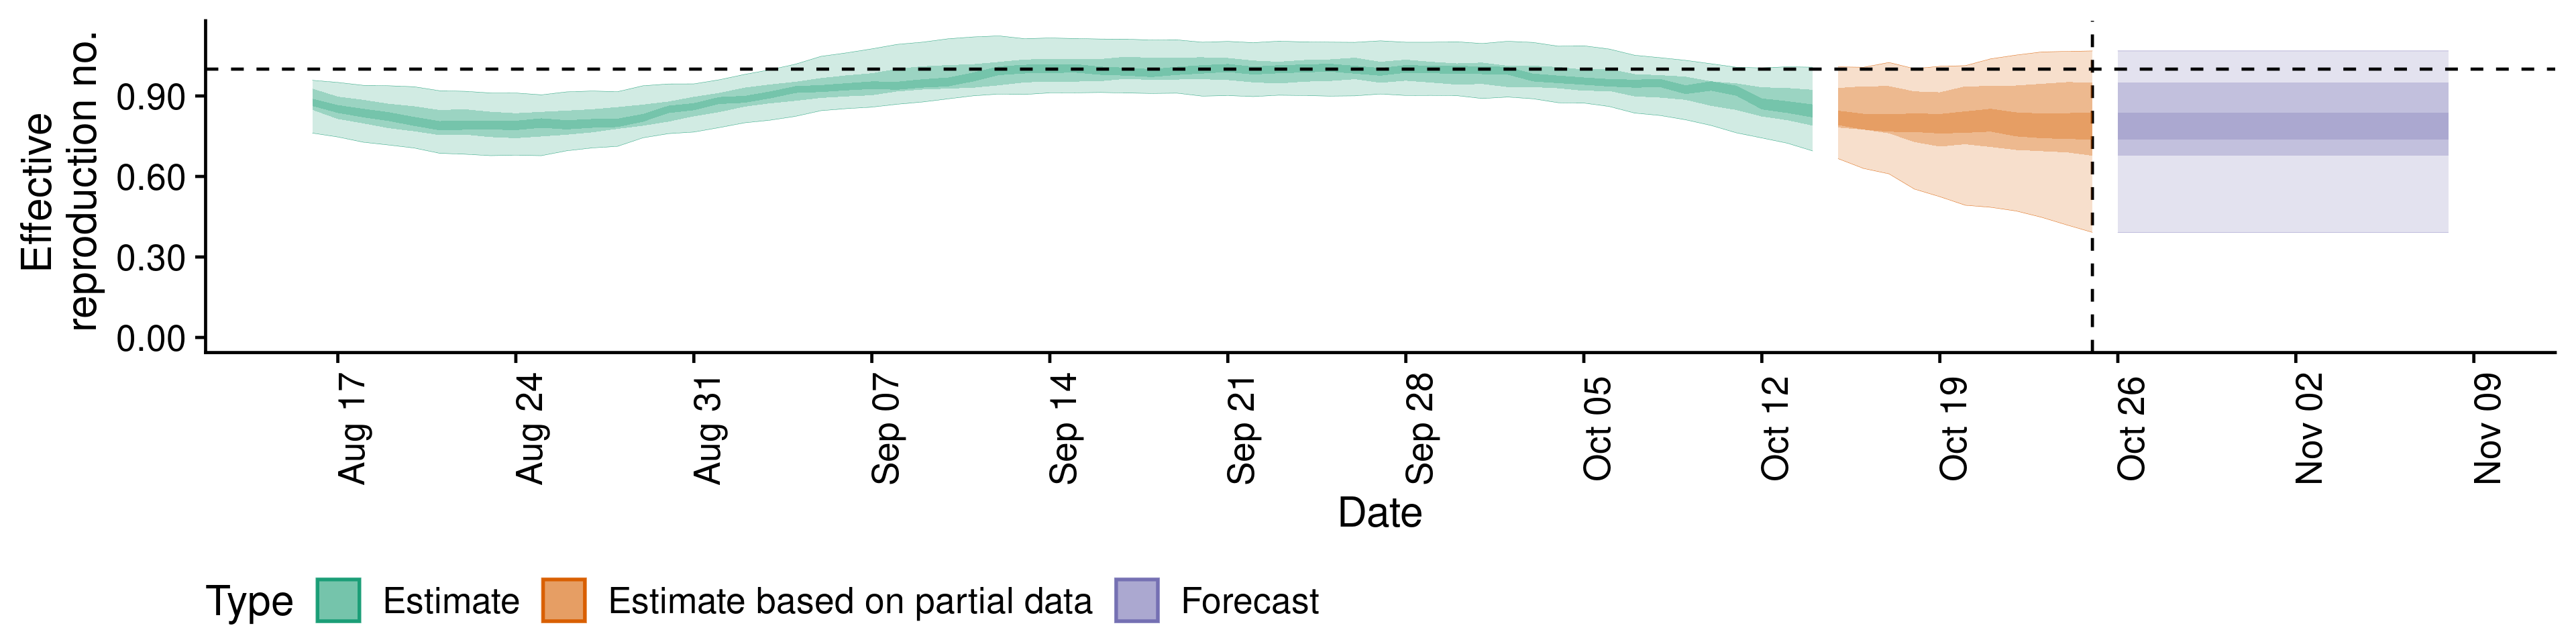 Effective
reproduction no.
0.90
0.60
0.30
0.00
Aug 17
Aug 24
Aug 31
Sep 07
Sep 14
Sep 21
Sep 28
Oct 05
Oct 12
Oct 19
Oct 26
Nov 02
Nov 09
Date
Type Estimate Estimate based on partial data Forecast